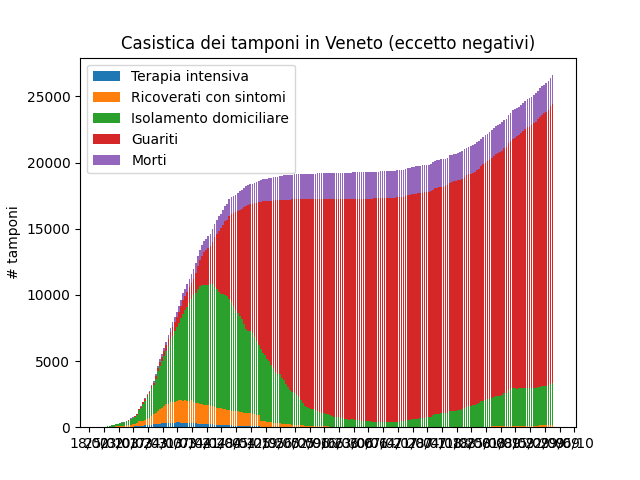 Casistica dei tamponi in Veneto (eccetto negativi)
Terapia intensiva
Ricoverati con sintomi
Isolamento domiciliare
Guariti
Morti
# tamponi
25000
20000
15000
10000
5000
0